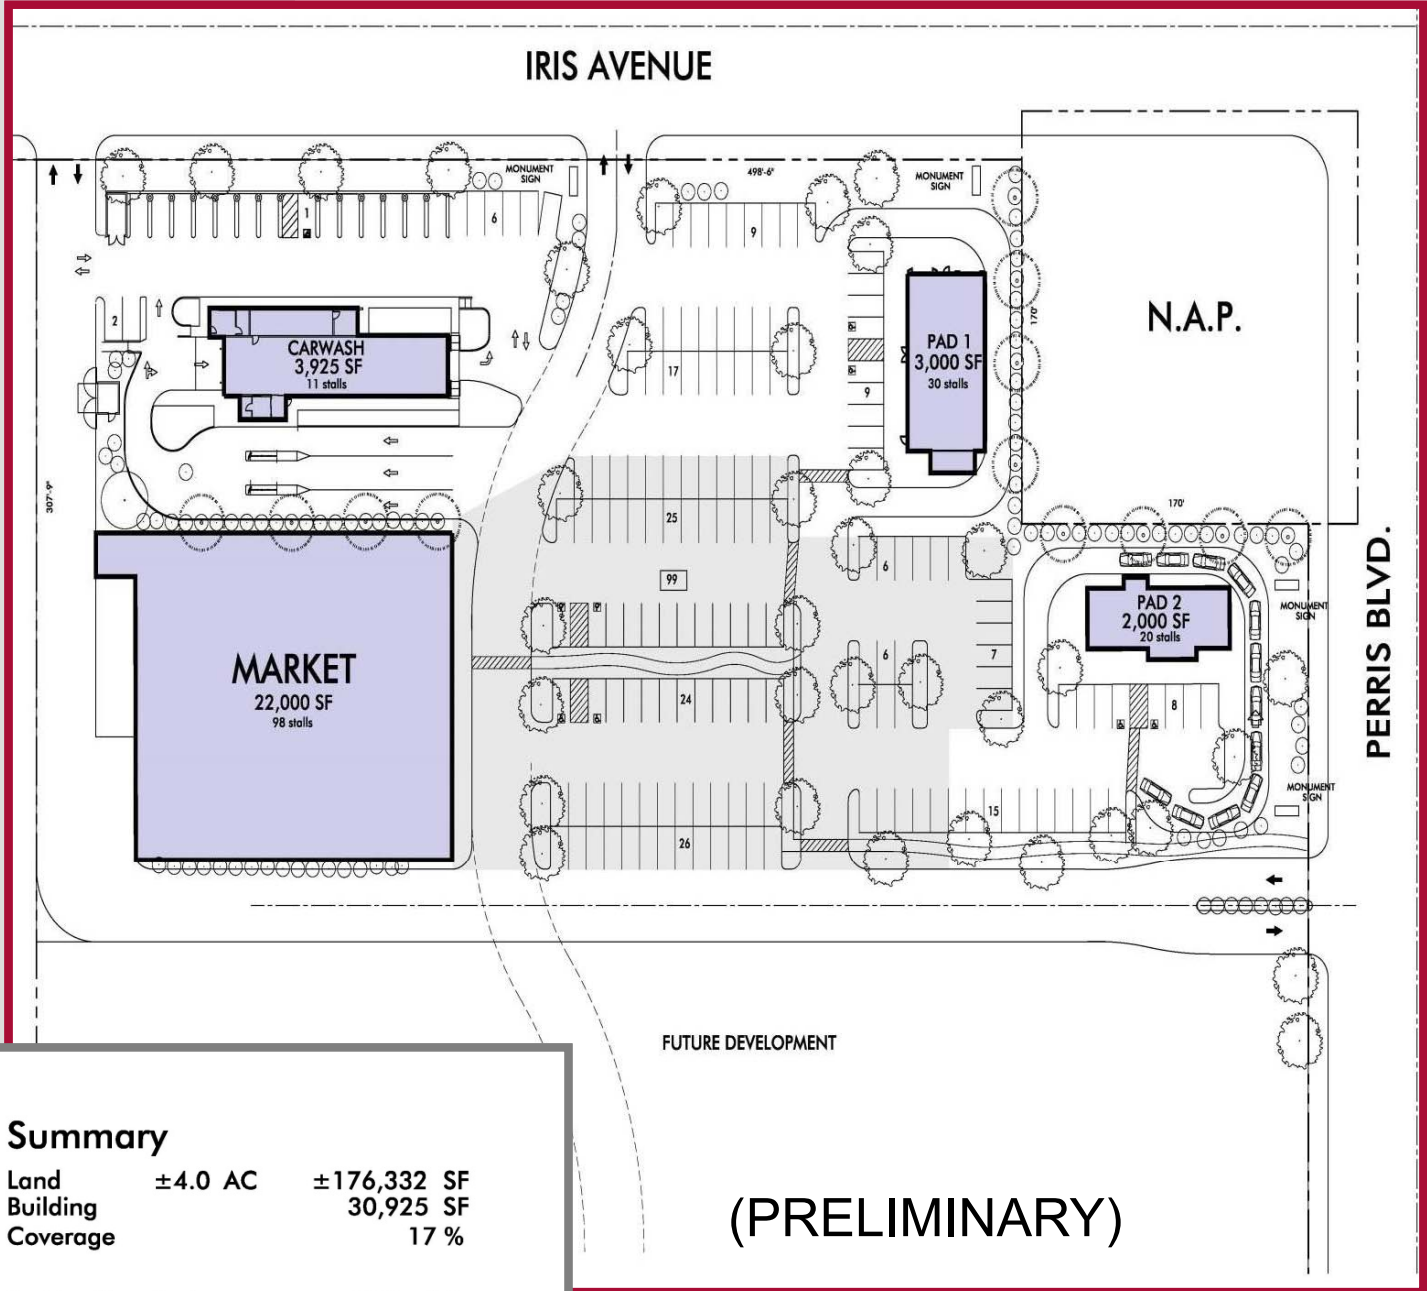 IRIS AVENUE
MONUMENT
SIGN
498'-6"
MONUMENT
SIGN
1
6
9
N.A.P.
170'
2
CARWASH
3,925 SF
11 stalls
17
PAD 1
3,000 SF
30 stalls
9
307'-9"
25
170'
PERRIS BLVD.
99
6
PAD 2
2,000 SF
20 stalls
MONUMENT
SIGN
MARKET
22,000 SF
98 stalls
6
7
24
8
MONUMENT
SIGN
15
26
FUTURE DEVELOPMENT
Summary
Land ±4.0 AC ±176,332 SF
Building 30,925 SF
Coverage 17 %
(PRELIMINARY)